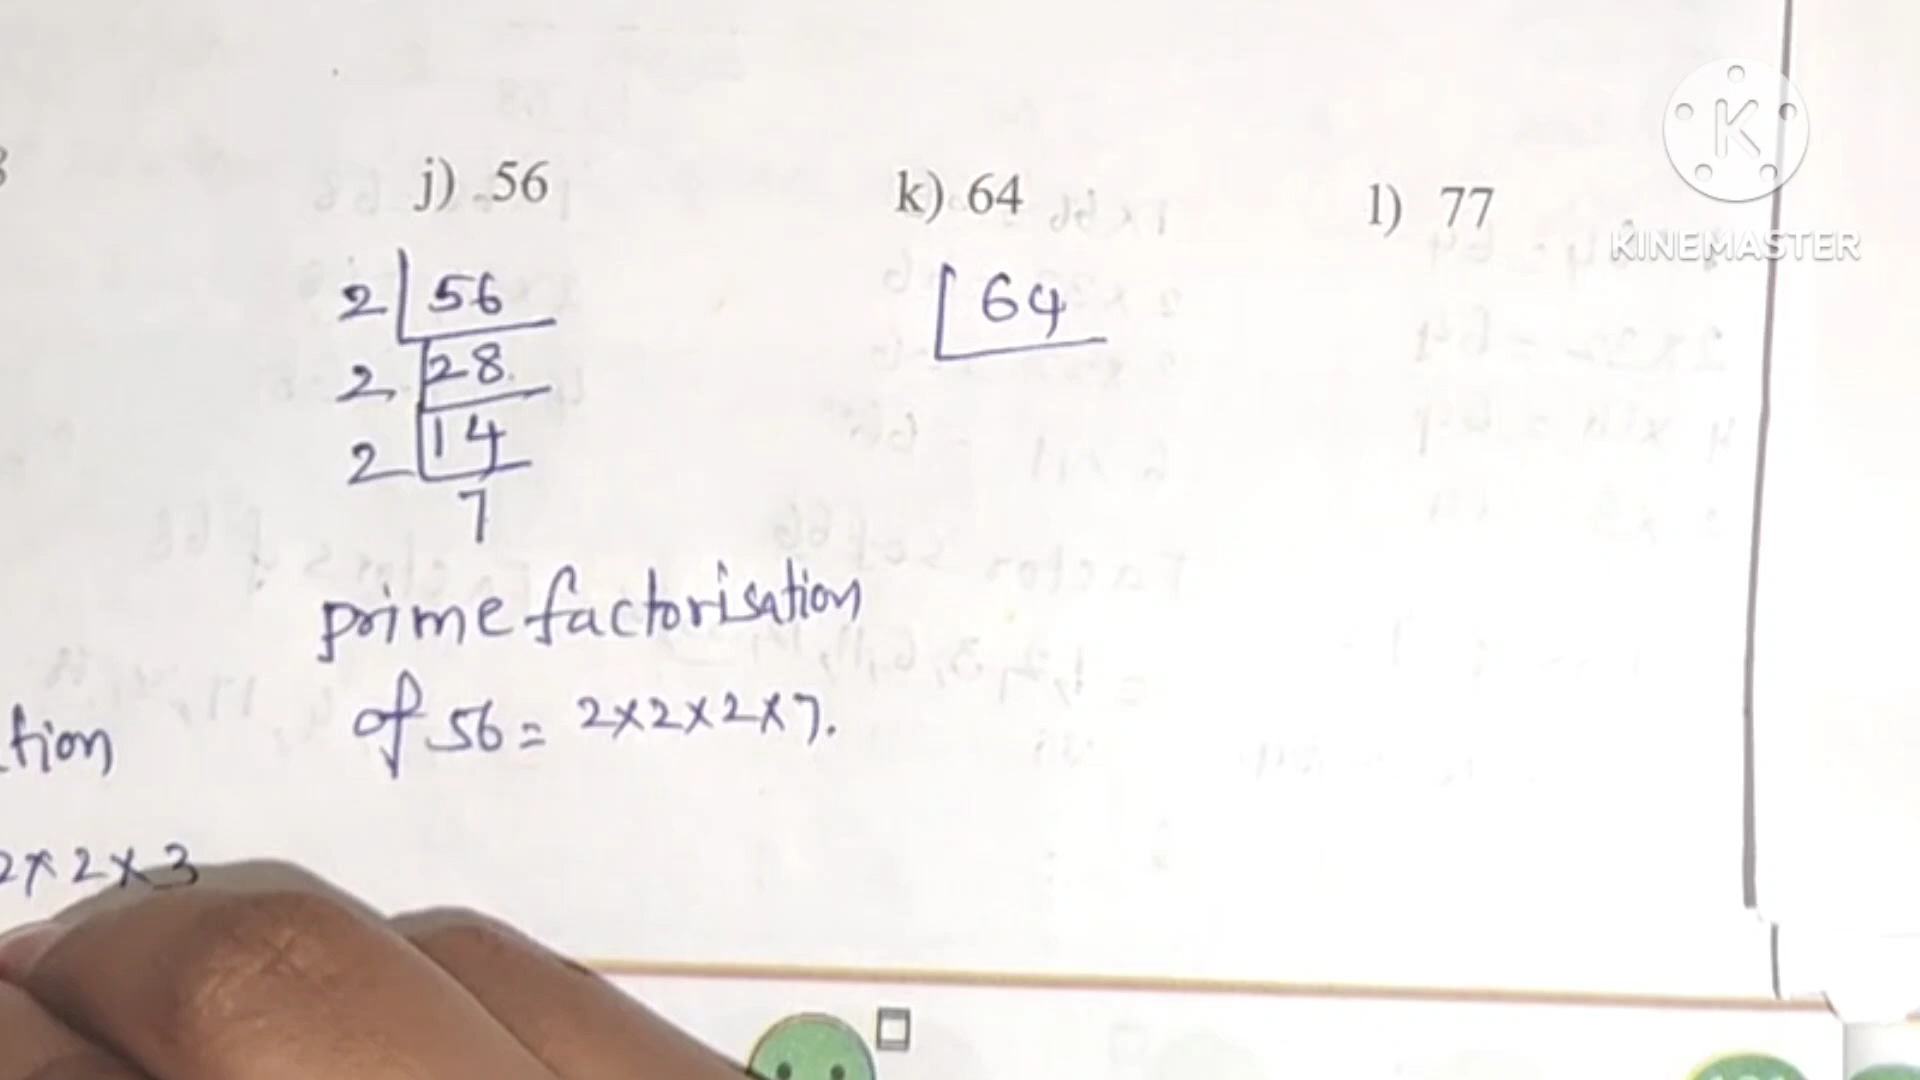 j) 56
k) 64
l) 77
KINEMASTER
2 56
2 28
2 14
7
64
prime factorisation
of 56 = 2×2×2×7.
tion
2×2×3